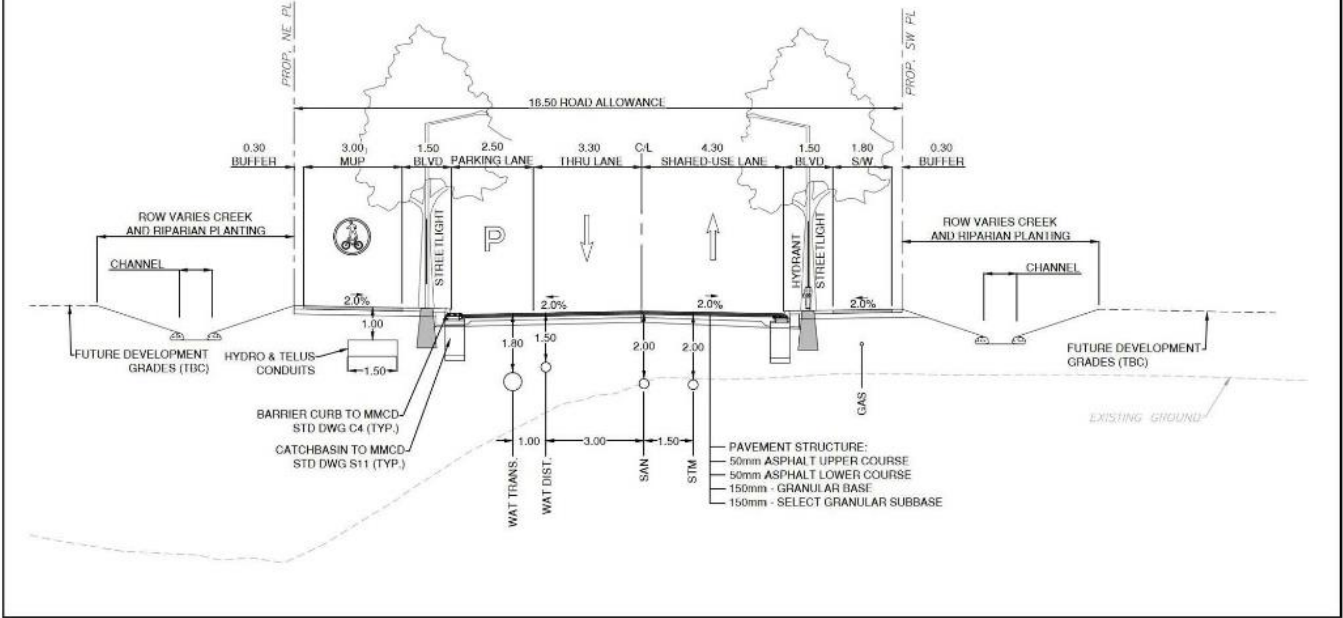 PROP. NE PL
PROP. SW PL
18.50 ROAD ALLOWANCE
0.30
BUFFER
3.00
MUP
1.50
BLVD
2.50
PARKING LANE
3.30
THRU LANE
C/L
4.30
SHARED-USE LANE
1.50
BLVD
1.80
S/W
0.30
BUFFER
ROW VARIES CREEK
AND RIPARIAN PLANTING
CHANNEL
STREETLIGHT
P
HYDRANT
STREETLIGHT
ROW VARIES CREEK
AND RIPARIAN PLANTING
CHANNEL
2.0%
2.0%
2.0%
2.0%
1.00
1.80
1.50
2.00
2.00
FUTURE DEVELOPMENT
GRADES (TBC)
HYDRO & TELUS
CONDUITS
1.50
GAS
FUTURE DEVELOPMENT
GRADES (TBC)
EXISTING GROUND
BARRIER CURB TO MMCD
STD DWG C4 (TYP.)
CATCHBASIN TO MMCD
STD DWG S11 (TYP.)
1.00
3.00
1.50
WAT TRANS.
WAT DIST.
SAN
STM
PAVEMENT STRUCTURE:
50mm ASPHALT UPPER COURSE
50mm ASPHALT LOWER COURSE
150mm - GRANULAR BASE
150mm - SELECT GRANULAR SUBBASE